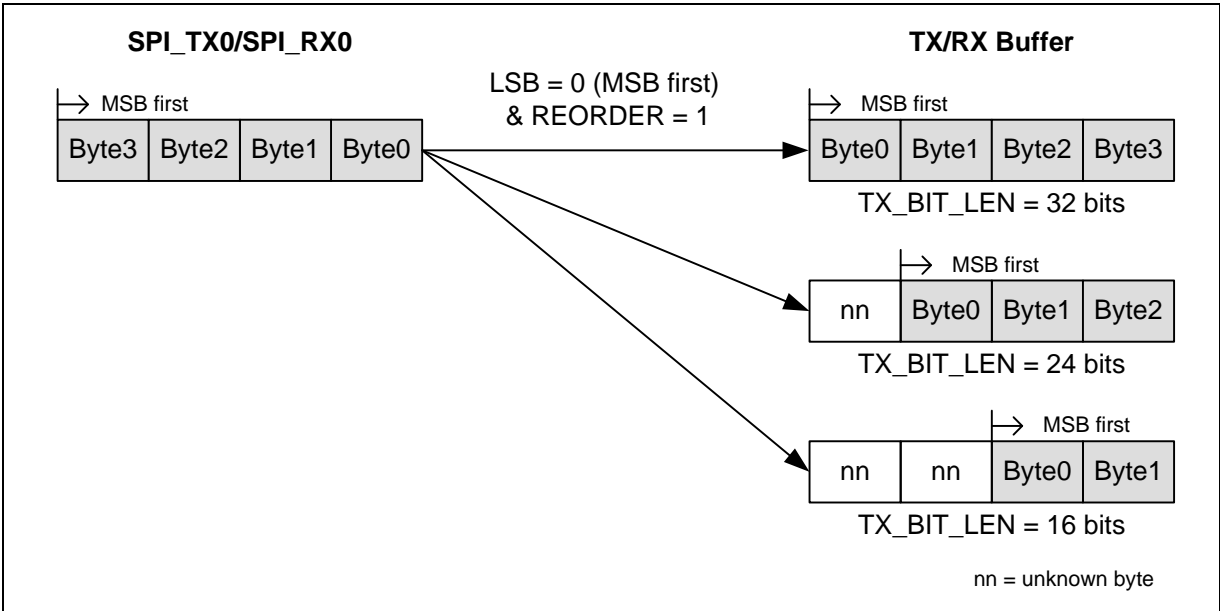 SPI_TX0/SPI_RX0
TX/RX Buffer
LSB = 0 (MSB first)
& REORDER = 1
MSB first
Byte3 Byte2 Byte1 Byte0
MSB first
Byte0 Byte1 Byte2 Byte3
TX_BIT_LEN = 32 bits
MSB first
nn Byte0 Byte1 Byte2
TX_BIT_LEN = 24 bits
MSB first
nn nn Byte0 Byte1
TX_BIT_LEN = 16 bits
nn = unknown byte